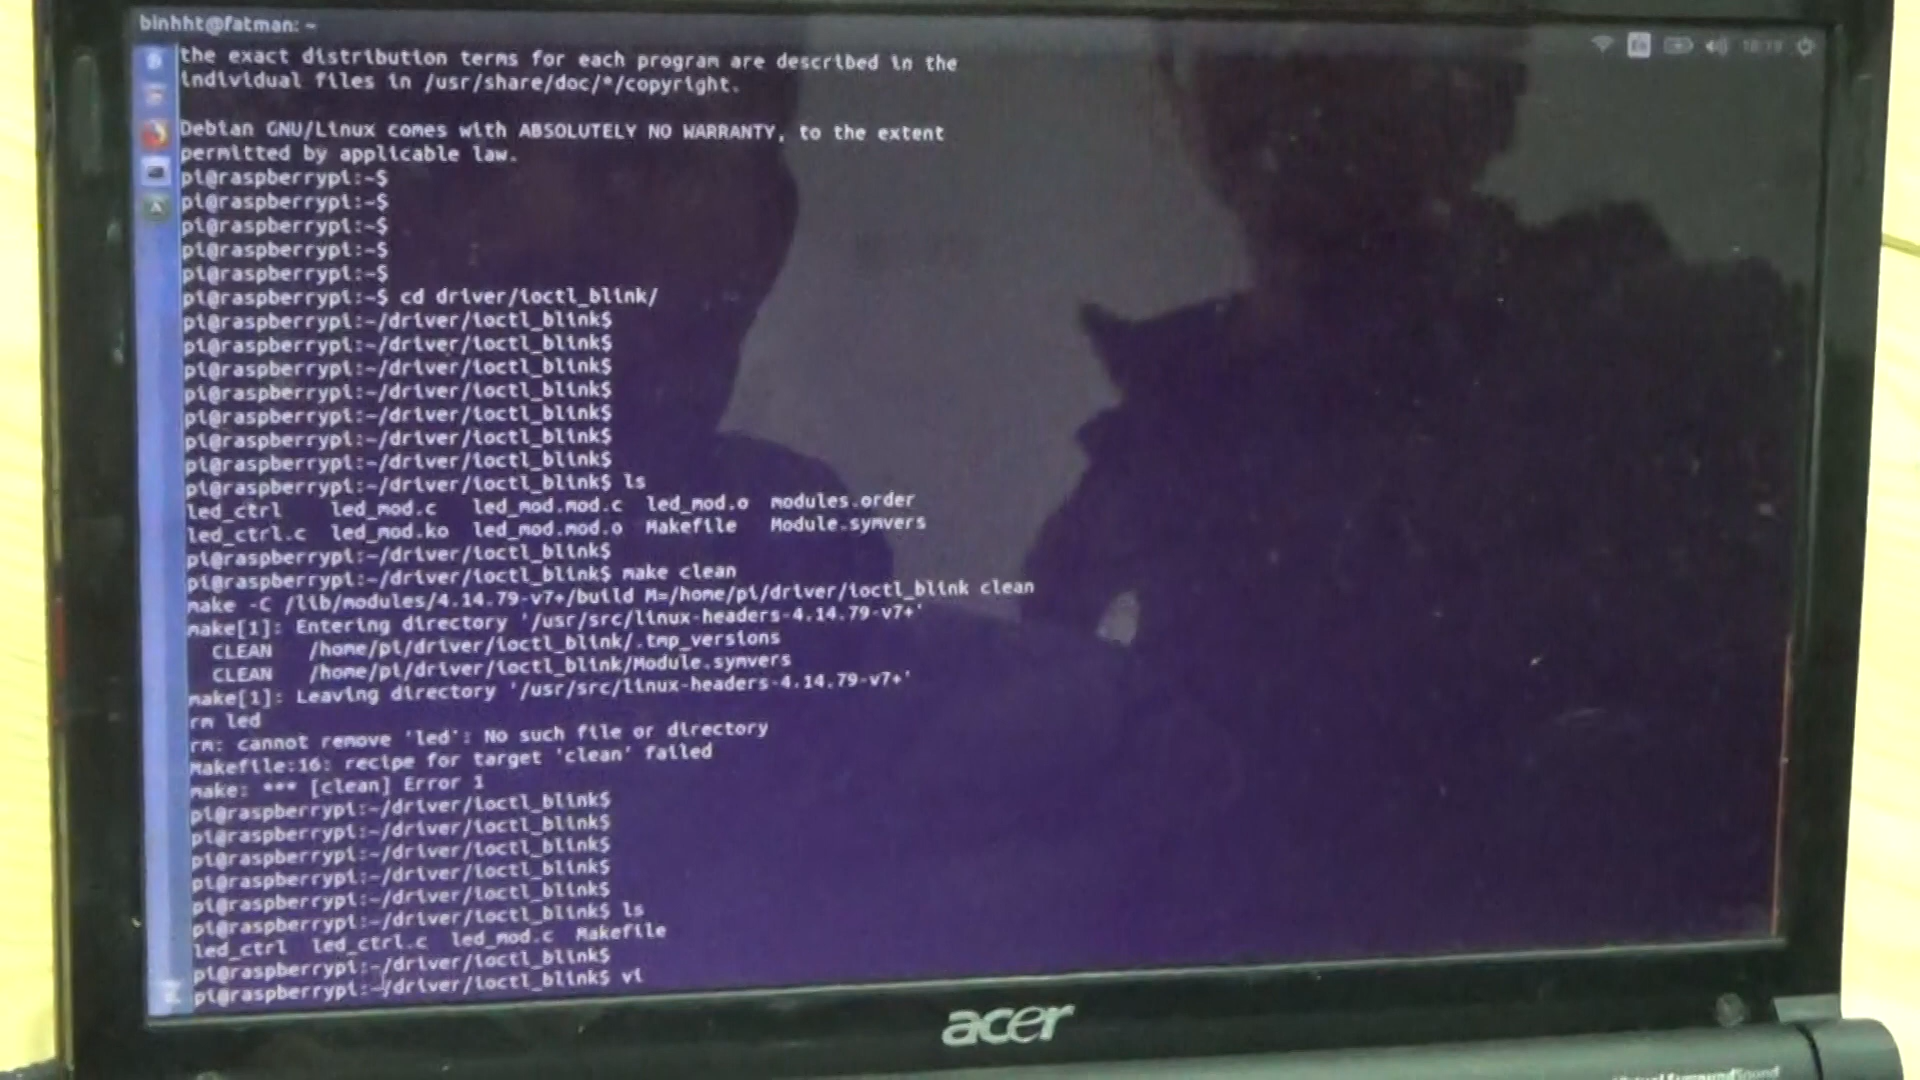 binhht@fatman: ~
the exact distribution terms for each program are described in the
individual files in /usr/share/doc/*/copyright.
Debian GNU/Linux comes with ABSOLUTELY NO WARRANTY, to the extent
permitted by applicable law.
pi@raspberrypi:~$
pi@raspberrypi:~$
pi@raspberrypi:~$
pi@raspberrypi:~$
pi@raspberrypi:~$
pi@raspberrypi:~$ cd driver/ioctl_blink/
pi@raspberrypi:~/driver/ioctl_blink$
pi@raspberrypi:~/driver/ioctl_blink$
pi@raspberrypi:~/driver/ioctl_blink$
pi@raspberrypi:~/driver/ioctl_blink$
pi@raspberrypi:~/driver/ioctl_blink$
pi@raspberrypi:~/driver/ioctl_blink$
pi@raspberrypi:~/driver/ioctl_blink$
pi@raspberrypi:~/driver/ioctl_blink$ ls
led_ctrl led_mod.c led_mod.mod.c led_mod.o modules.order
led_ctrl.c led_mod.ko led_mod.mod.o Makefile Module.symvers
pi@raspberrypi:~/driver/ioctl_blink$
pi@raspberrypi:~/driver/ioctl_blink$ make clean
make -C /lib/modules/4.14.79-v7+/build M=/home/pi/driver/ioctl_blink clean
make[1]: Entering directory '/usr/src/linux-headers-4.14.79-v7+'
CLEAN /home/pi/driver/ioctl_blink/.tmp_versions
CLEAN /home/pi/driver/ioctl_blink/Module.symvers
make[1]: Leaving directory '/usr/src/linux-headers-4.14.79-v7+'
rm led
rm: cannot remove 'led': No such file or directory
Makefile:16: recipe for target 'clean' failed
make: *** [clean] Error 1
pi@raspberrypi:~/driver/ioctl_blink$
pi@raspberrypi:~/driver/ioctl_blink$
pi@raspberrypi:~/driver/ioctl_blink$
pi@raspberrypi:~/driver/ioctl_blink$
pi@raspberrypi:~/driver/ioctl_blink$
pi@raspberrypi:~/driver/ioctl_blink$ ls
led_ctrl led_ctrl.c led_mod.c Makefile
pi@raspberrypi:~/driver/ioctl_blink$
pi@raspberrypi:~/driver/ioctl_blink$ vi
acer